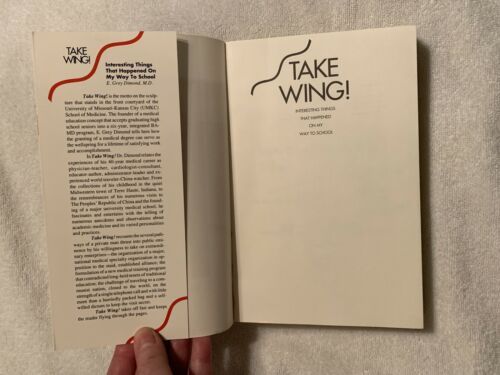 TAKE
WING!
Interesting Things
That Happened On
My Way To School
E. Grey Dimond, M.D.
Take Wing! is the motto on the sculp-
ture that stands in the front courtyard of the
University of Missouri-Kansas City (UMKC)
School of Medicine. The founder of a medical
education concept that accepts graduating high
school seniors into a six-year, integrated BA-
MD program, E. Grey Dimond tells here how
the granting of a medical degree can serve as
the wellspring for a lifetime of satisfying work
and accomplishment.
In Take Wing! Dr. Dimond relates the
experiences of his 40-year medical career as
physician-teacher, cardiologist-consultant,
educator-author, administrator-leader and ex-
perienced world traveler-China watcher. From
the collections of his childhood in the quiet
Midwestern town of Terre Haute, Indiana, to
the remembrances of his numerous visits to
The Peoples' Republic of China and the found-
ing of a major university medical school, he
fascinates and entertains with the telling of
numerous anecdotes and observations about
academic medicine and its varied personalities
and practices.
Take Wing! recounts the several path-
ways of a private man thrust into public emi-
nence by his willingness to take on extraordi-
nary enterprises—the organization of a major,
national medical specialty organization in op-
position to the staid, established alliance; the
formulation of a new medical training program
that contradicted long-held tenets of traditional
education; the challenge of traveling to a com-
munist nation, closed to the world, on the
strength of a single telephone call and with little
more than a hurriedly packed bag and a self-
willed dictum to keep the visit secret.
Take Wing! takes off fast and keeps
the reader flying through the pages.
TAKE
WING!
INTERESTING THINGS
THAT HAPPENED
ON MY
WAY TO SCHOOL